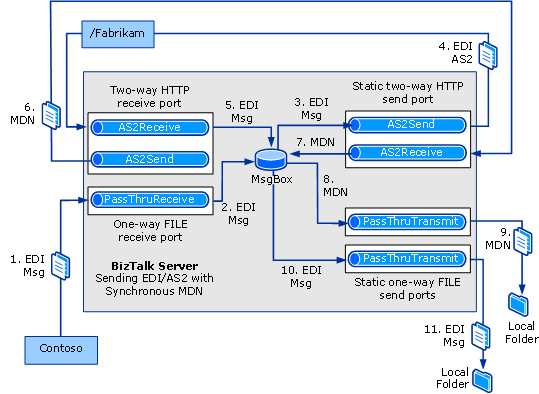 /Fabrikam
4. EDI
AS2
Two-way HTTP
receive port
Static two-way HTTP
send port
6.
MDN
5. EDI
Msg
3. EDI
Msg
AS2Receive
AS2Send
AS2Send
AS2Receive
7. MDN
MsgBox
8.
MDN
PassThruReceive
2. EDI
Msg
One-way FILE
receive port
PassThruTransmit
9.
MDN
1. EDI
Msg
BizTalk Server
Sending EDI/AS2 with
Synchronous MDN
10. EDI
Msg
PassThruTransmit
Static one-way FILE
send ports
Local
Folder
11. EDI
Msg
Contoso
Local
Folder